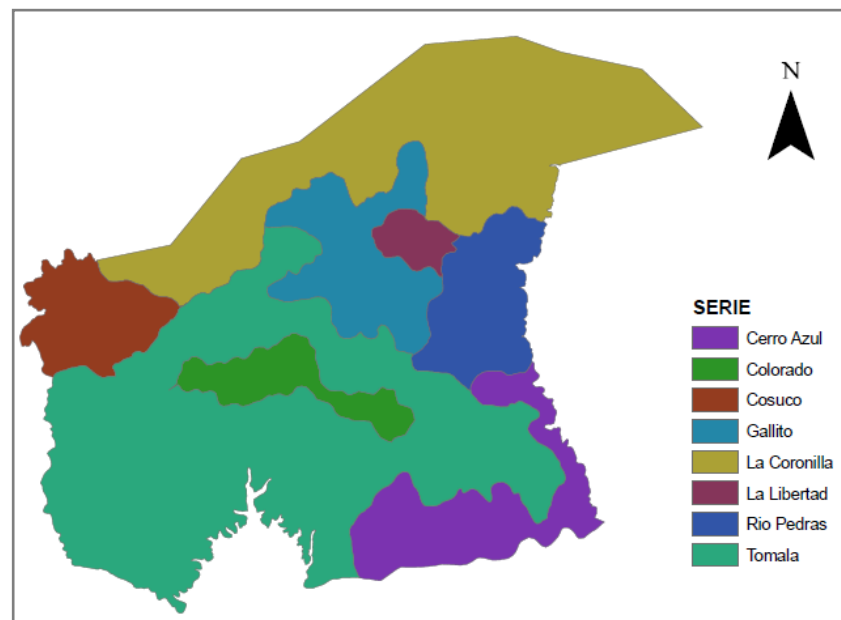 N
SERIE
Cerro Azul
Colorado
Cosuco
Gallito
La Coronilla
La Libertad
Rio Pedras
Tomala